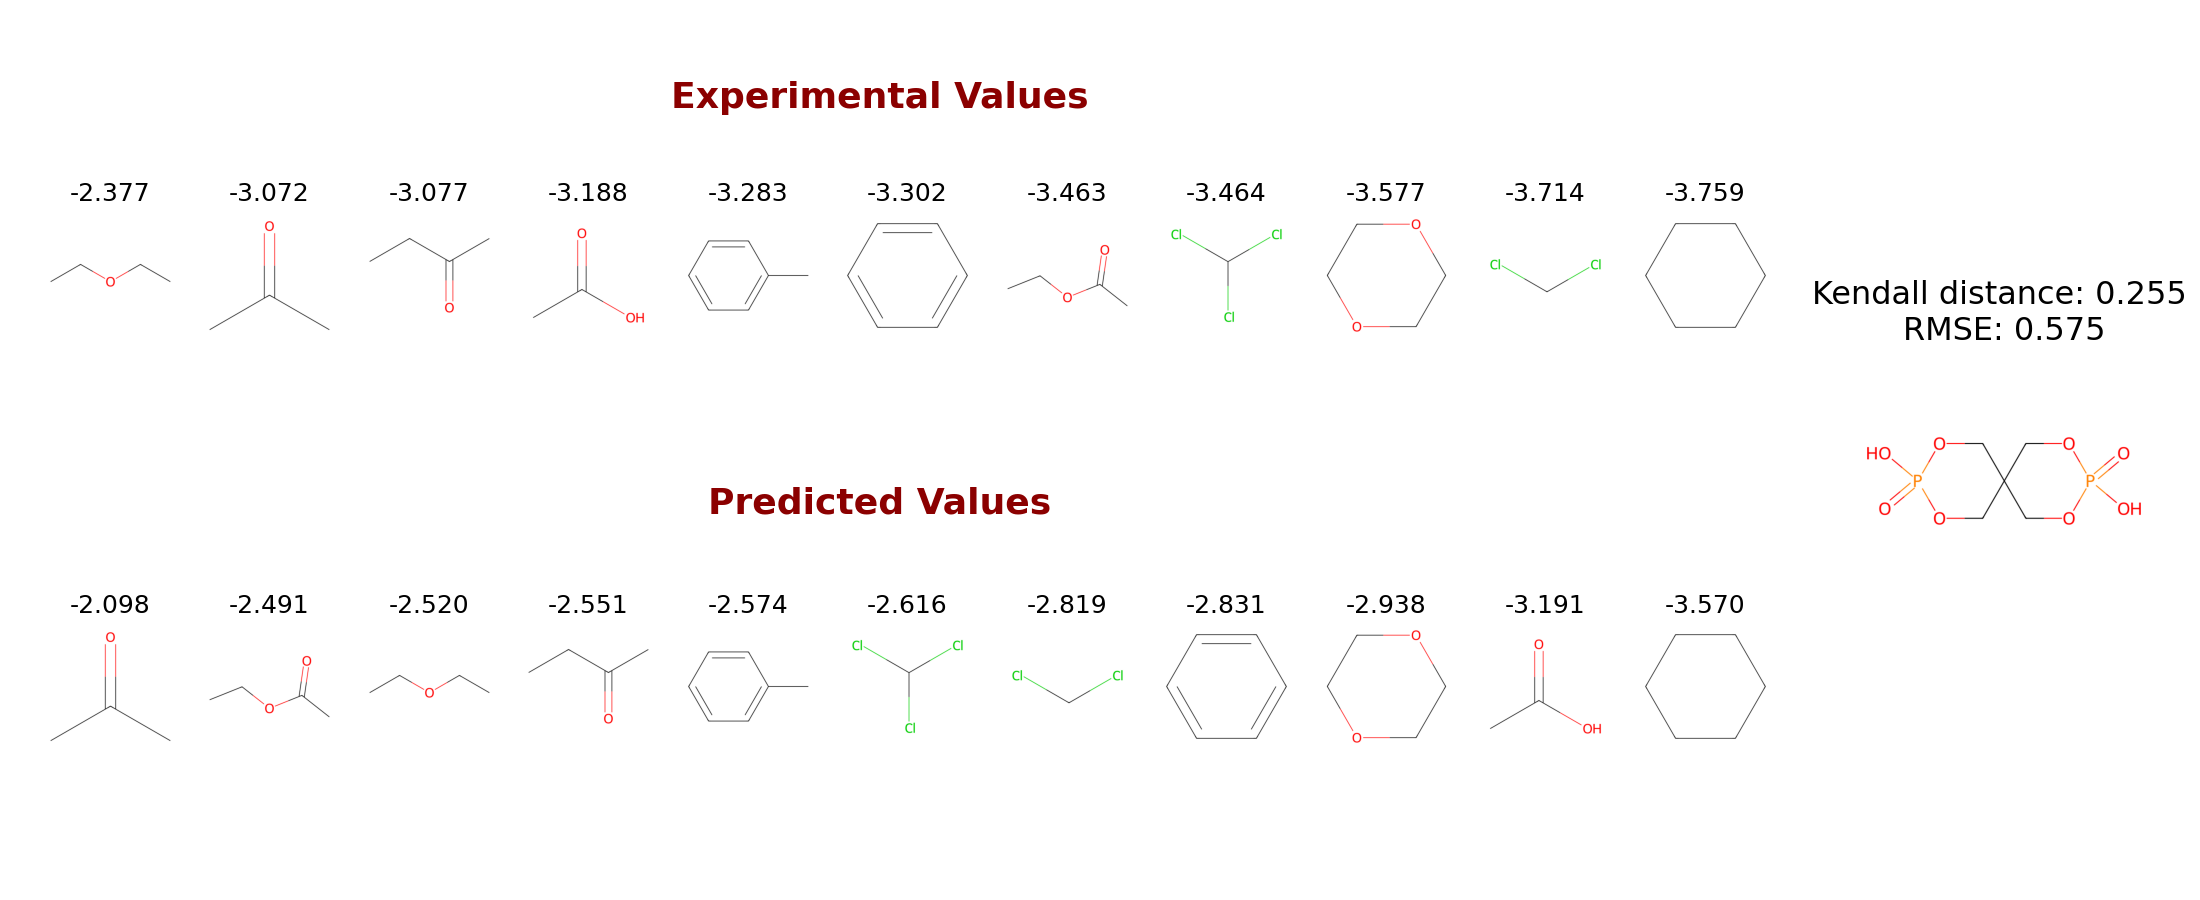 Experimental Values
-2.377 -3.072 -3.077 -3.188 -3.283 -3.302 -3.463 -3.464 -3.577 -3.714 -3.759
O O O Cl Cl O Cl Cl
O O OH O O Cl O
Kendall distance: 0.255
RMSE: 0.575
HO O O O
P P
O O O OH
Predicted Values
-2.098 -2.491 -2.520 -2.551 -2.574 -2.616 -2.819 -2.831 -2.938 -3.191 -3.570
O O Cl Cl Cl Cl O O
O O O Cl O OH